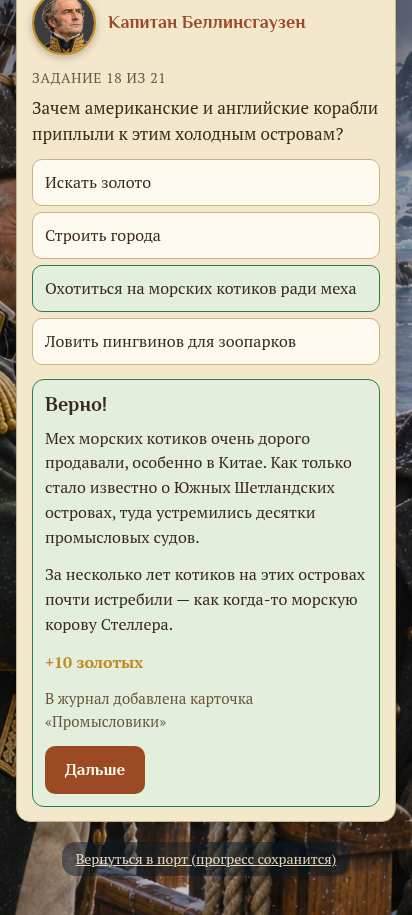 Капитан Беллинсгаузен
ЗАДАНИЕ 18 ИЗ 21
Зачем американские и английские корабли
приплыли к этим холодным островам?
Искать золото
Строить города
Охотиться на морских котиков ради меха
Ловить пингвинов для зоопарков
Верно!
Мех морских котиков очень дорого
продавали, особенно в Китае. Как только
стало известно о Южных Шетландских
островах, туда устремились десятки
промысловых судов.
За несколько лет котиков на этих островах
почти истребили — как когда-то морскую
корову Стеллера.
+10 золотых
В журнал добавлена карточка
«Промысловики»
Дальше
Вернуться в порт (прогресс сохранится)